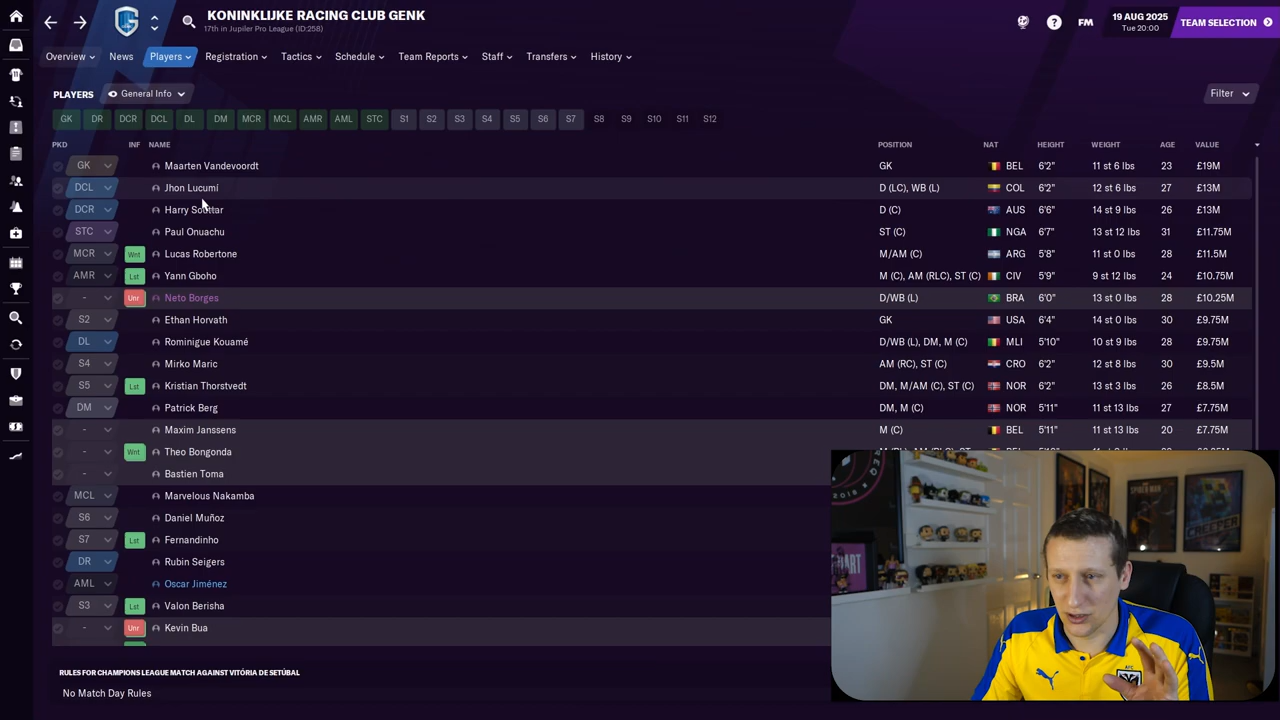 KONINKLIJKE RACING CLUB GENK
17th in Jupiler Pro League (ID:258)
FM
19 AUG 2025
Tue 20:00
TEAM SELECTION
Overview News Players Registration Tactics Schedule Team Reports Staff Transfers History
PLAYERS General Info Filter
GK DR DCR DCL DL DM MCR MCL AMR AML STC S1 S2 S3 S4 S5 S6 S7 S8 S9 S10 S11 S12
PKD INF NAME POSITION NAT HEIGHT WEIGHT AGE VALUE
GK Maarten Vandevoordt GK BEL 6'2" 11 st 6 lbs 23 £19M
DCL Jhon Lucumí D (LC), WB (L) COL 6'2" 12 st 6 lbs 27 £13M
DCR Harry Souttar D (C) AUS 6'6" 14 st 9 lbs 26 £13M
STC Paul Onuachu ST (C) NGA 6'7" 13 st 12 lbs 31 £11.75M
MCR Wnt Lucas Robertone M/AM (C) ARG 5'8" 11 st 0 lbs 28 £11.5M
AMR Lst Yann Gboho M (C), AM (RLC), ST (C) CIV 5'9" 9 st 12 lbs 24 £10.75M
- Unr Neto Borges D/WB (L) BRA 6'0" 13 st 0 lbs 28 £10.25M
S2 Ethan Horvath GK USA 6'4" 14 st 0 lbs 30 £9.75M
DL Rominigue Kouamé D/WB (L), DM, M (C) MLI 5'10" 10 st 9 lbs 28 £9.75M
S4 Mirko Maric AM (RC), ST (C) CRO 6'2" 12 st 8 lbs 30 £9.5M
S5 Lst Kristian Thorstvedt DM, M/AM (C), ST (C) NOR 6'2" 13 st 3 lbs 26 £8.5M
DM Patrick Berg DM, M (C) NOR 5'11" 11 st 13 lbs 27 £7.75M
- Maxim Janssens M (C) BEL 5'11" 11 st 13 lbs 20 £7.75M
- Wnt Theo Bongonda
- Bastien Toma
MCL Marvelous Nakamba
S6 Daniel Muñoz
S7 Lst Fernandinho
DR Rubin Seigers
AML Oscar Jiménez
S3 Lst Valon Berisha
- Unr Kevin Bua
RULES FOR CHAMPIONS LEAGUE MATCH AGAINST VITÓRIA DE SETÚBAL
No Match Day Rules
AFC